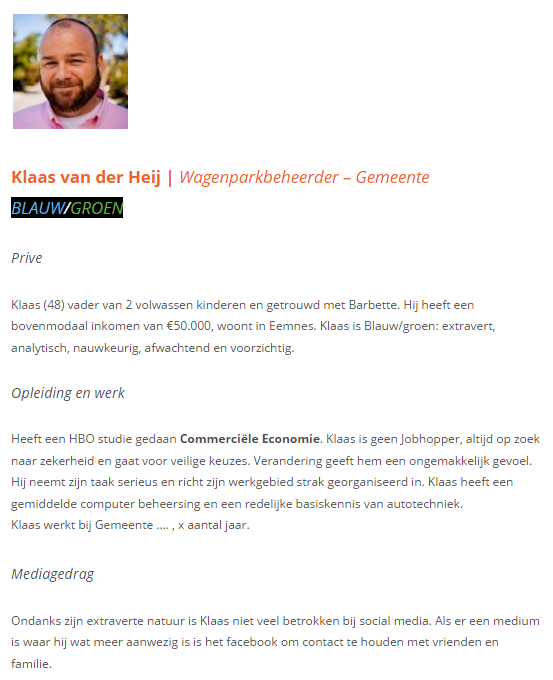 Klaas van der Heij | Wagenparkbeheerder – Gemeente
BLAUW/GROEN
Prive
Klaas (48) vader van 2 volwassen kinderen en getrouwd met Barbette. Hij heeft een
bovenmodaal inkomen van €50.000, woont in Eemnes. Klaas is Blauw/groen: extravert,
analytisch, nauwkeurig, afwachtend en voorzichtig.
Opleiding en werk
Heeft een HBO studie gedaan Commerciële Economie. Klaas is geen Jobhopper, altijd op zoek
naar zekerheid en gaat voor veilige keuzes. Verandering geeft hem een ongemakkelijk gevoel.
Hij neemt zijn taak serieus en richt zijn werkgebied strak georganiseerd in. Klaas heeft een
gemiddelde computer beheersing en een redelijke basiskennis van autotechniek.
Klaas werkt bij Gemeente .... , x aantal jaar.
Mediagedrag
Ondanks zijn extraverte natuur is Klaas niet veel betrokken bij social media. Als er een medium
is waar hij wat meer aanwezig is is het facebook om contact te houden met vrienden en
familie.